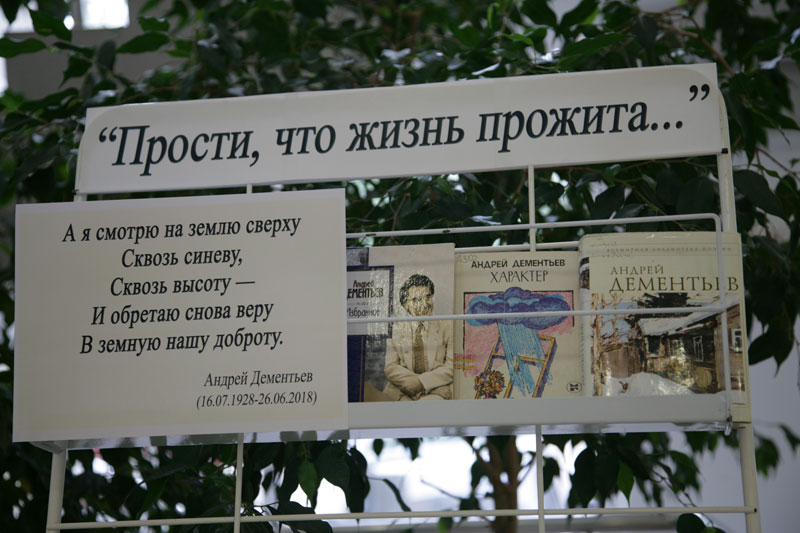 “Прости, что жизнь прожита...”
А я смотрю на землю сверху
Сквозь синеву,
Сквозь высоту —
И обретаю снова веру
В земную нашу доброту.
Андрей Дементьев
(16.07.1928-26.06.2018)
Андрей
ДЕМЕНТЬЕВ
Избранное
АНДРЕЙ ДЕМЕНТЬЕВ
ХАРАКТЕР
АНДРЕЙ
ДЕМЕНТЬЕВ